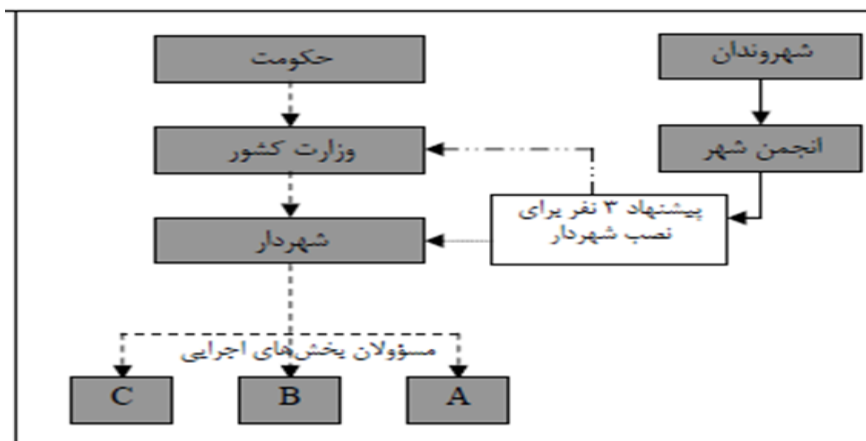 حکومت
شهروندان
وزارت کشور
انجمن شهر
پیشنهاد ۳ نفر برای
نصب شهردار
شهردار
مسؤولان بخش‌های اجرایی
A
B
C